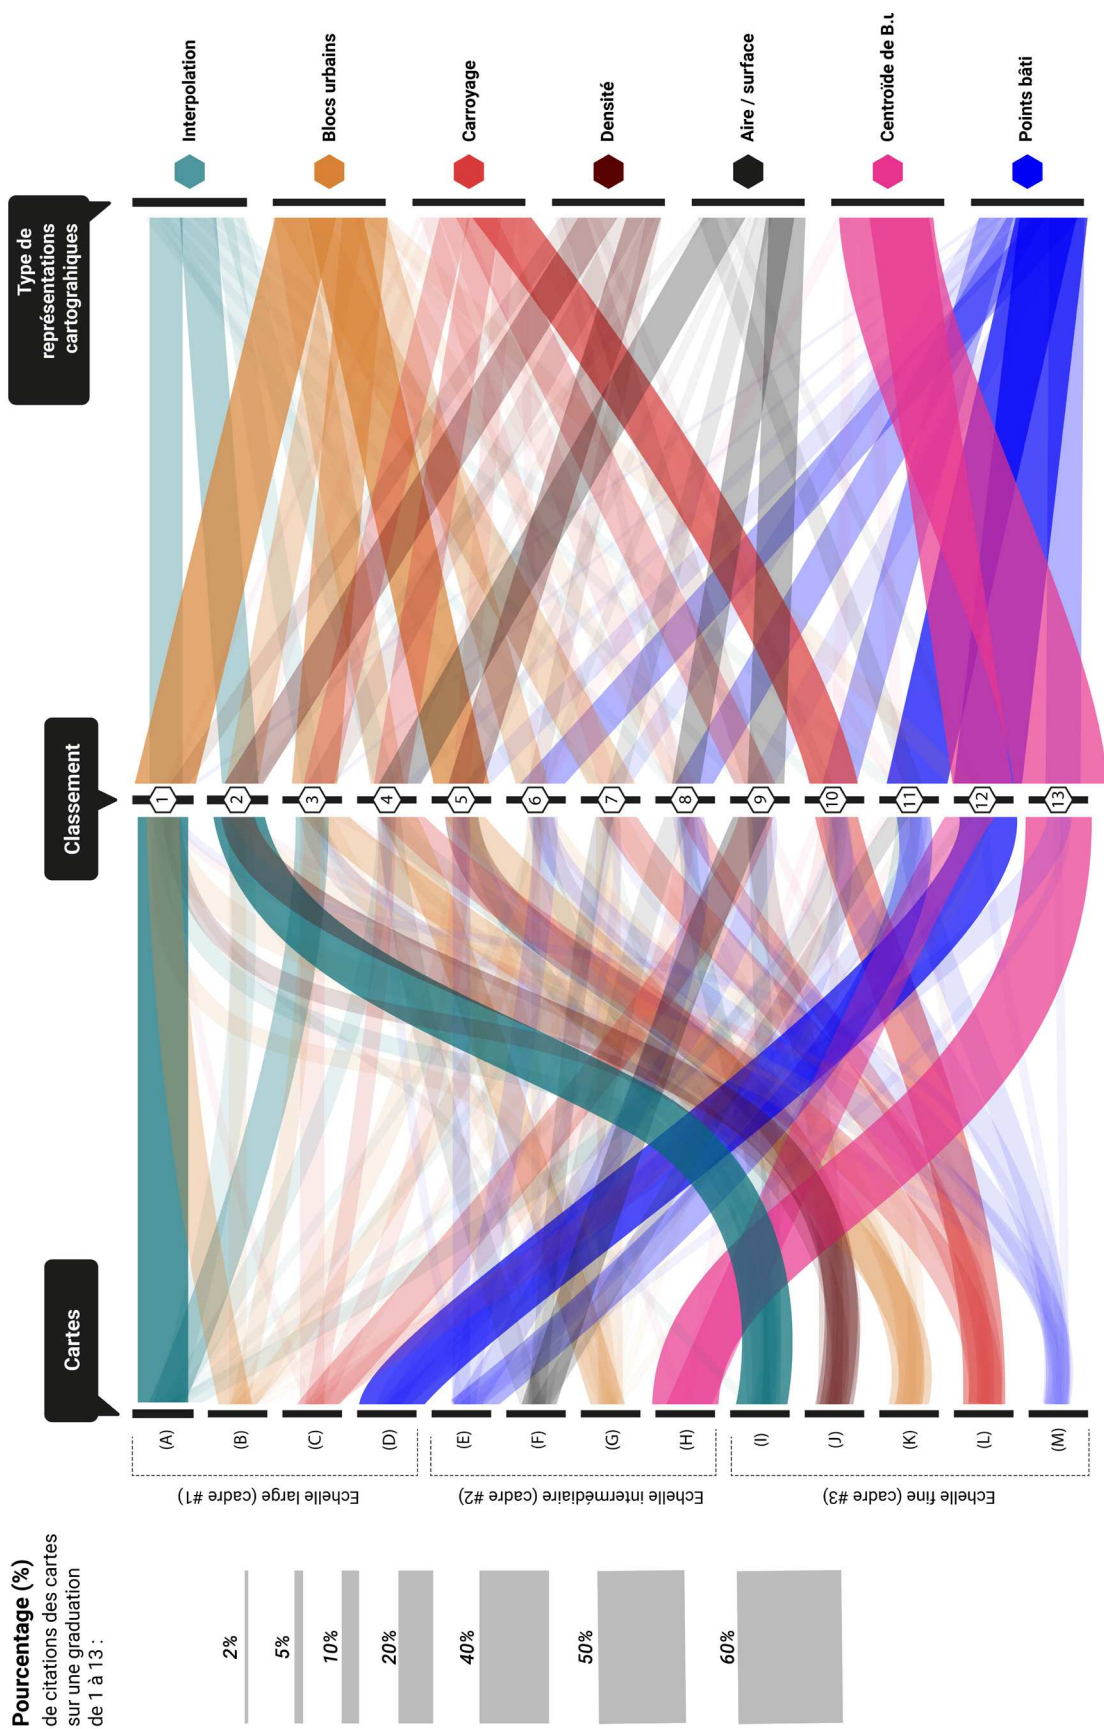 Type de
représentations
cartograhiques
Interpolation
Blocs urbains
Carroyage
Densité
Aire / surface
Centroïde de B.
Points bâti
Classement
1
2
3
4
5
6
7
8
9
10
11
12
13
Cartes
(A)
(B)
(C)
(D)
(E)
(F)
(G)
(H)
(I)
(J)
(K)
(L)
(M)
Echelle large (cadre #1)
Echelle intermédiaire (cadre #2)
Echelle fine (cadre #3)
Pourcentage (%)
de citations des cartes
sur une graduation
de 1 à 13 :
2%
5%
10%
20%
40%
50%
60%